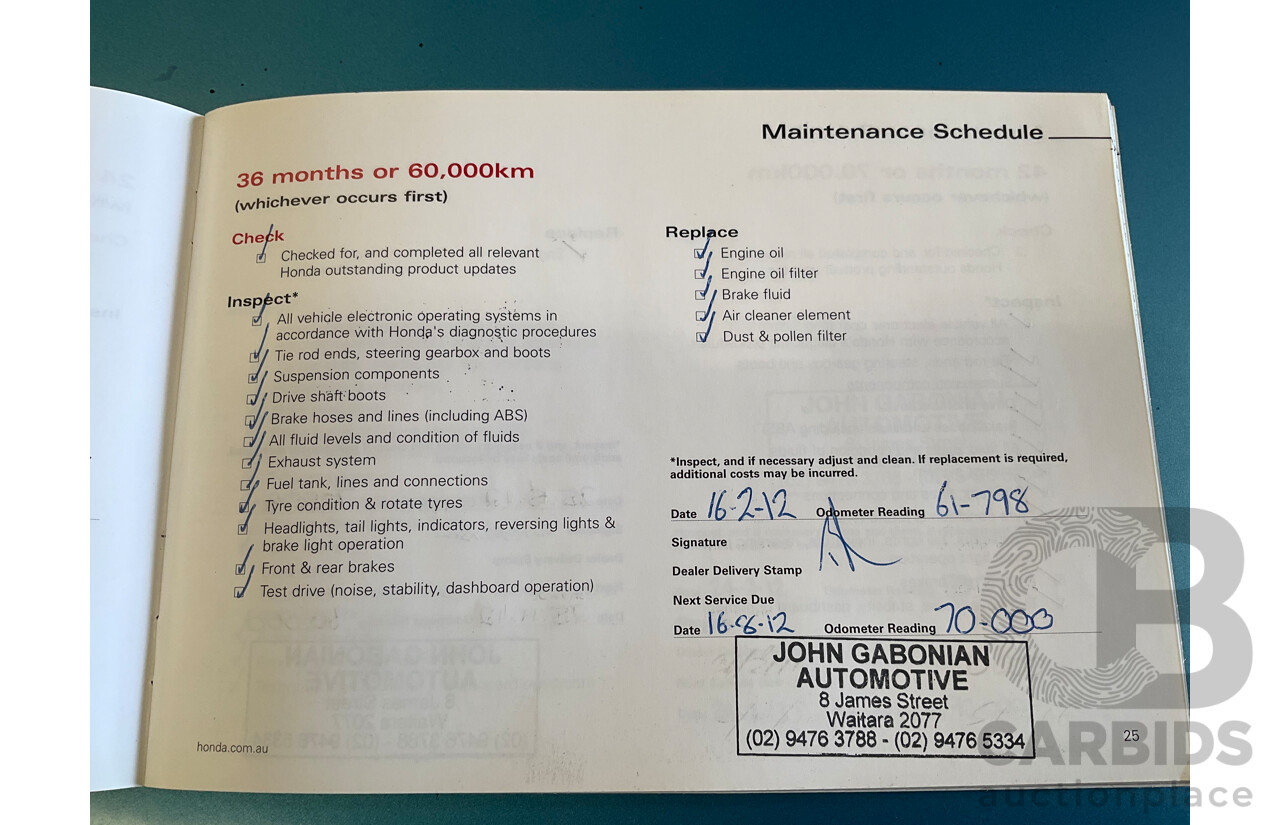 Maintenance Schedule
36 months or 60,000km
(whichever occurs first)
Check
Checked for, and completed all relevant
Honda outstanding product updates
Inspect*
All vehicle electronic operating systems in
accordance with Honda's diagnostic procedures
Tie rod ends, steering gearbox and boots
Suspension components
Drive shaft boots
Brake hoses and lines (including ABS)
All fluid levels and condition of fluids
Exhaust system
Fuel tank, lines and connections
Tyre condition & rotate tyres
Headlights, tail lights, indicators, reversing lights &
brake light operation
Front & rear brakes
Test drive (noise, stability, dashboard operation)
honda.com.au
Replace
Engine oil
Engine oil filter
Brake fluid
Air cleaner element
Dust & pollen filter
*Inspect, and if necessary adjust and clean. If replacement is required,
additional costs may be incurred.
Date 16-2-12 Odometer Reading 61-798
Signature
Dealer Delivery Stamp
Next Service Due
Date 16-8-12 Odometer Reading 70-000
JOHN GABONIAN
AUTOMOTIVE
8 James Street
Waitara 2077
(02) 9476 3788 - (02) 9476 5334
25
CARBIDS
auctionplace